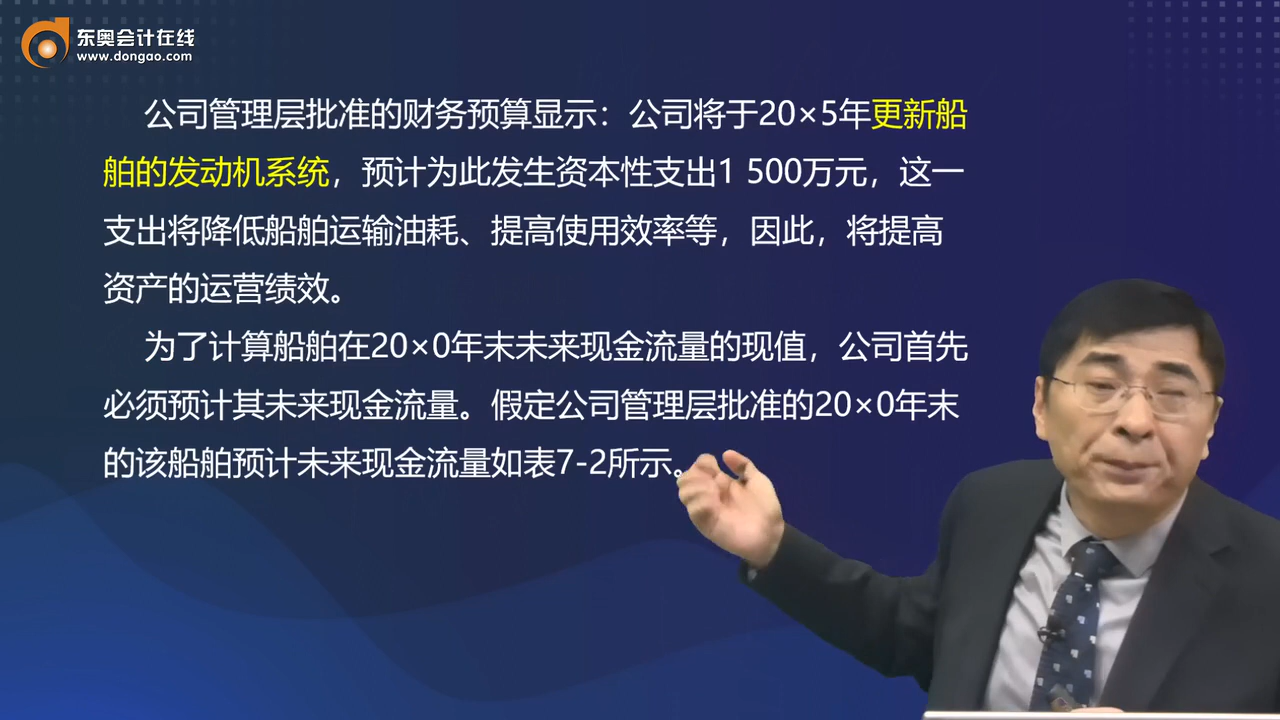 东奥会计在线
www.dongao.com
公司管理层批准的财务预算显示：公司将于20×5年更新船
舶的发动机系统，预计为此发生资本性支出1 500万元，这一
支出将降低船舶运输油耗、提高使用效率等，因此，将提高
资产的运营绩效。
为了计算船舶在20×0年末未来现金流量的现值，公司首先
必须预计其未来现金流量。假定公司管理层批准的20×0年末
的该船舶预计未来现金流量如表7-2所示。